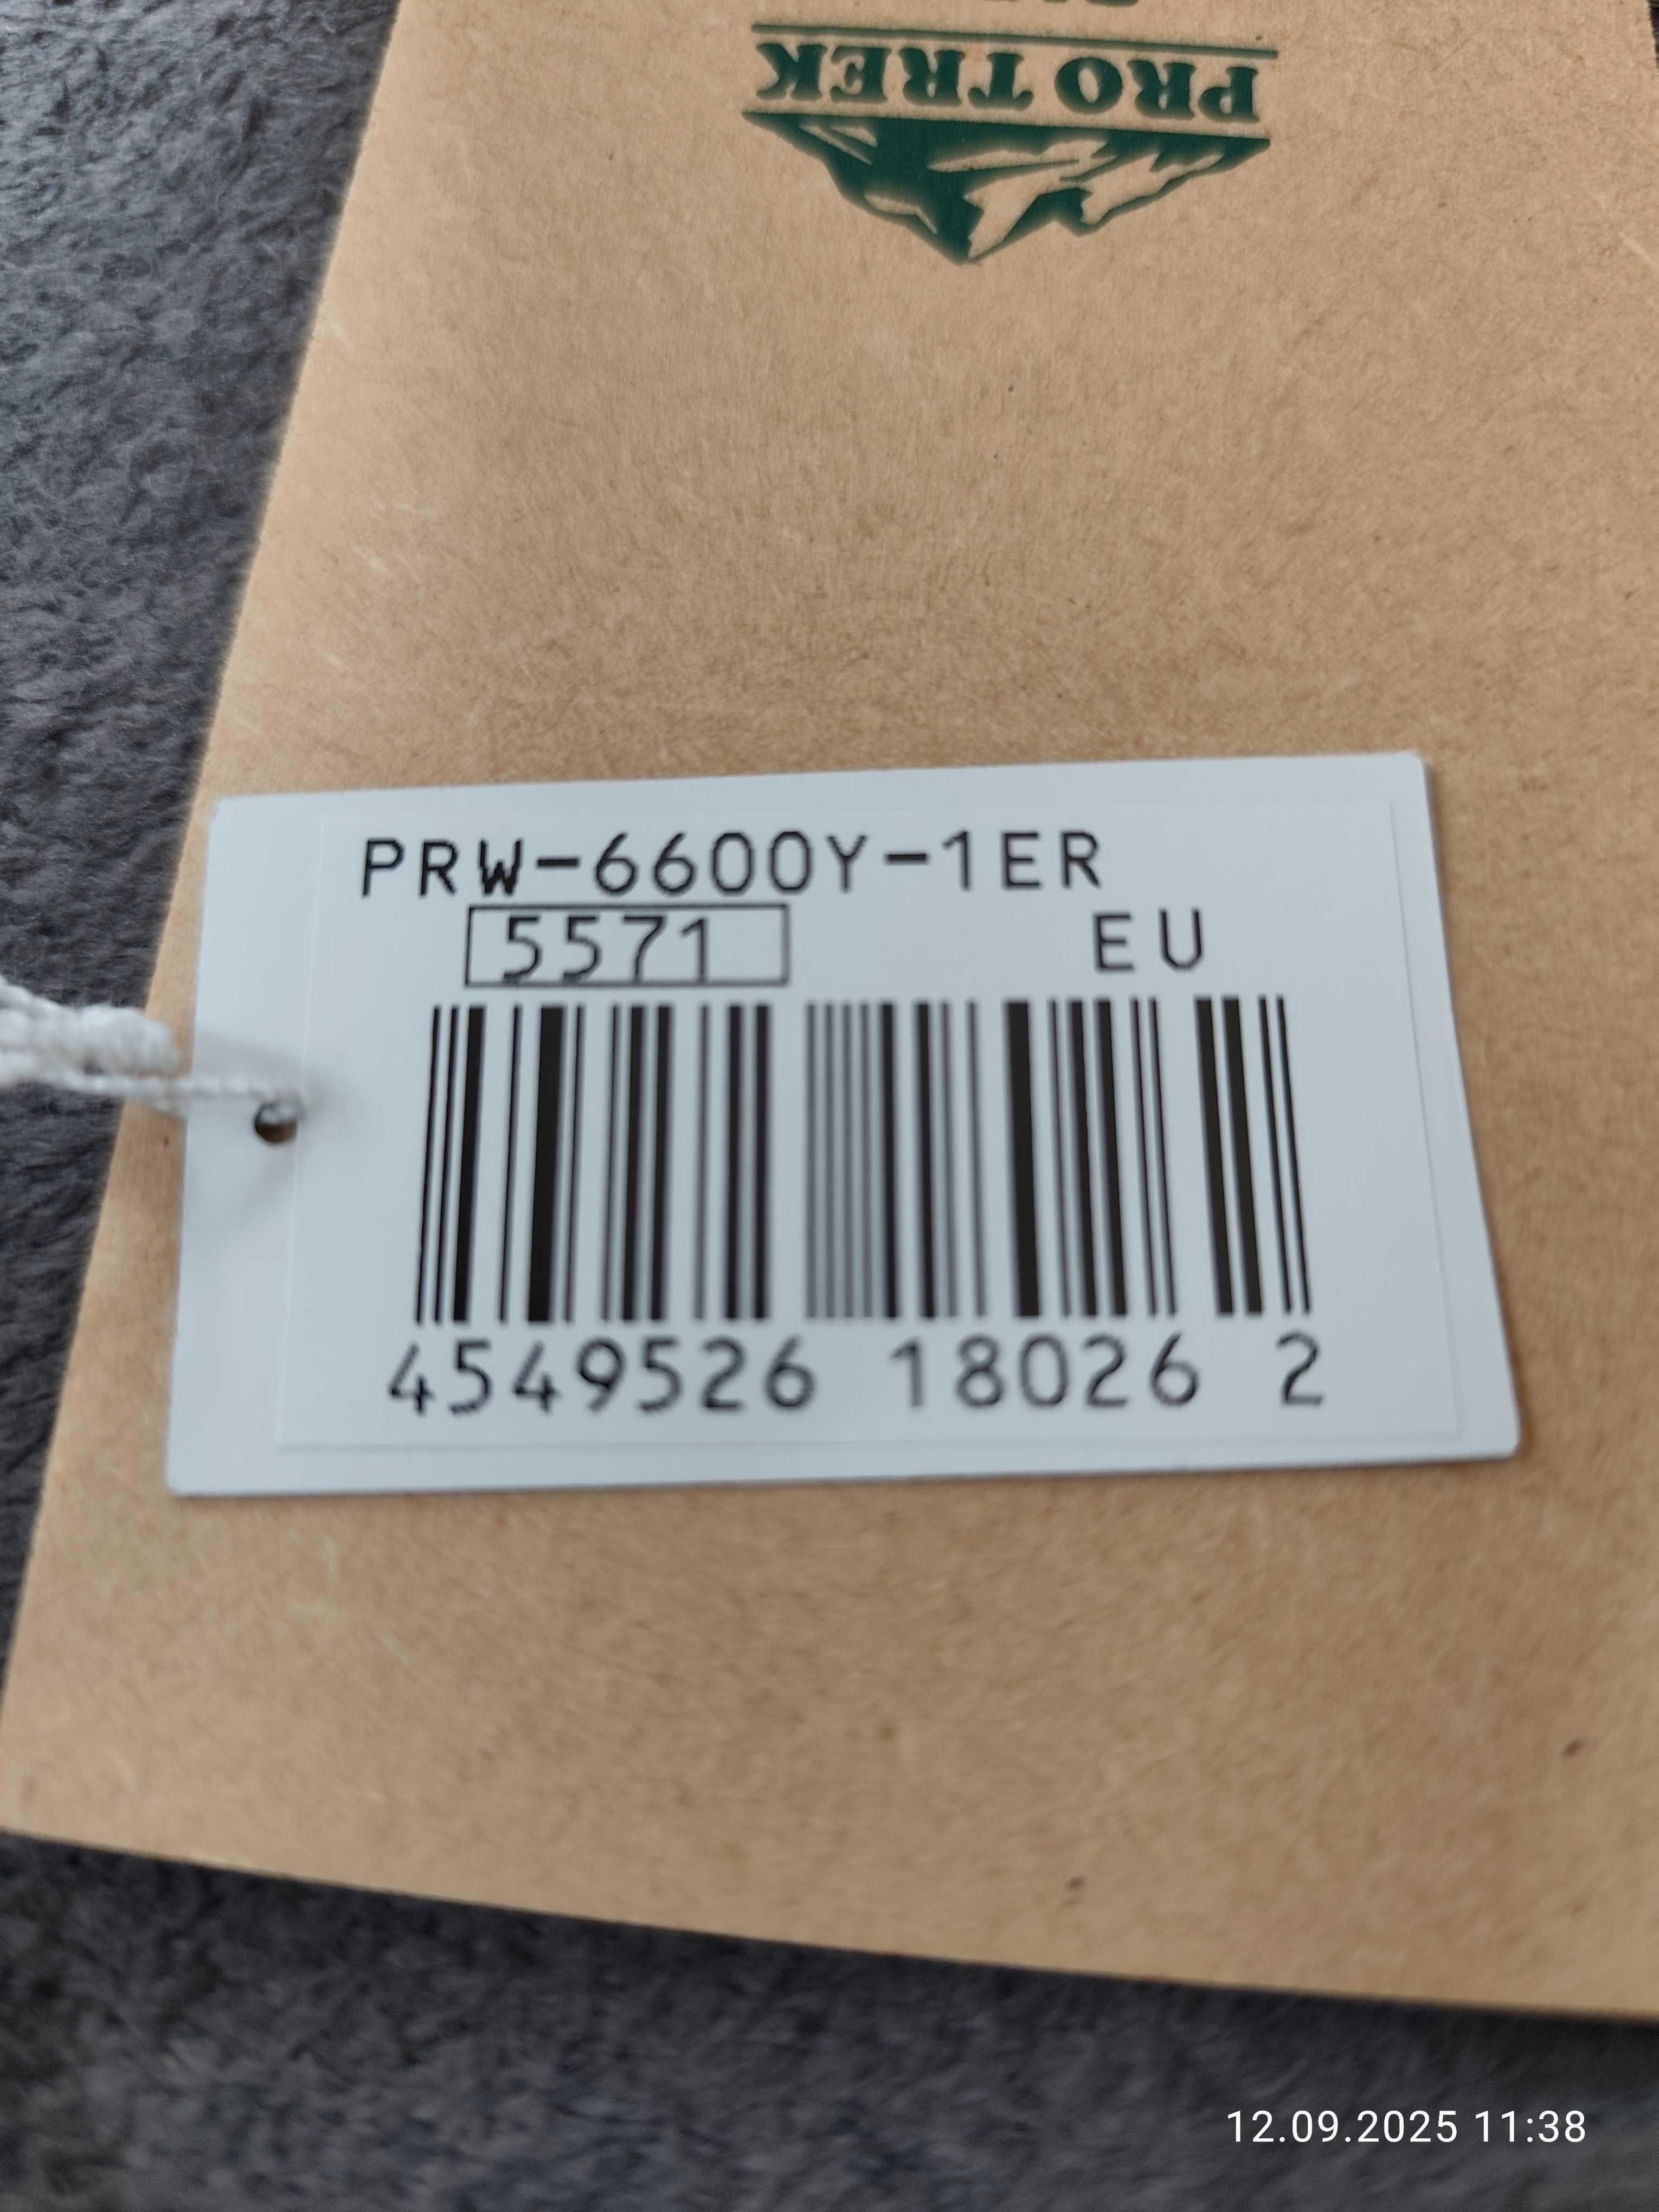 PRO TREK
PRW-6600Y-1ER
5571 EU
4549526 18026 2
12.09.2025 11:38